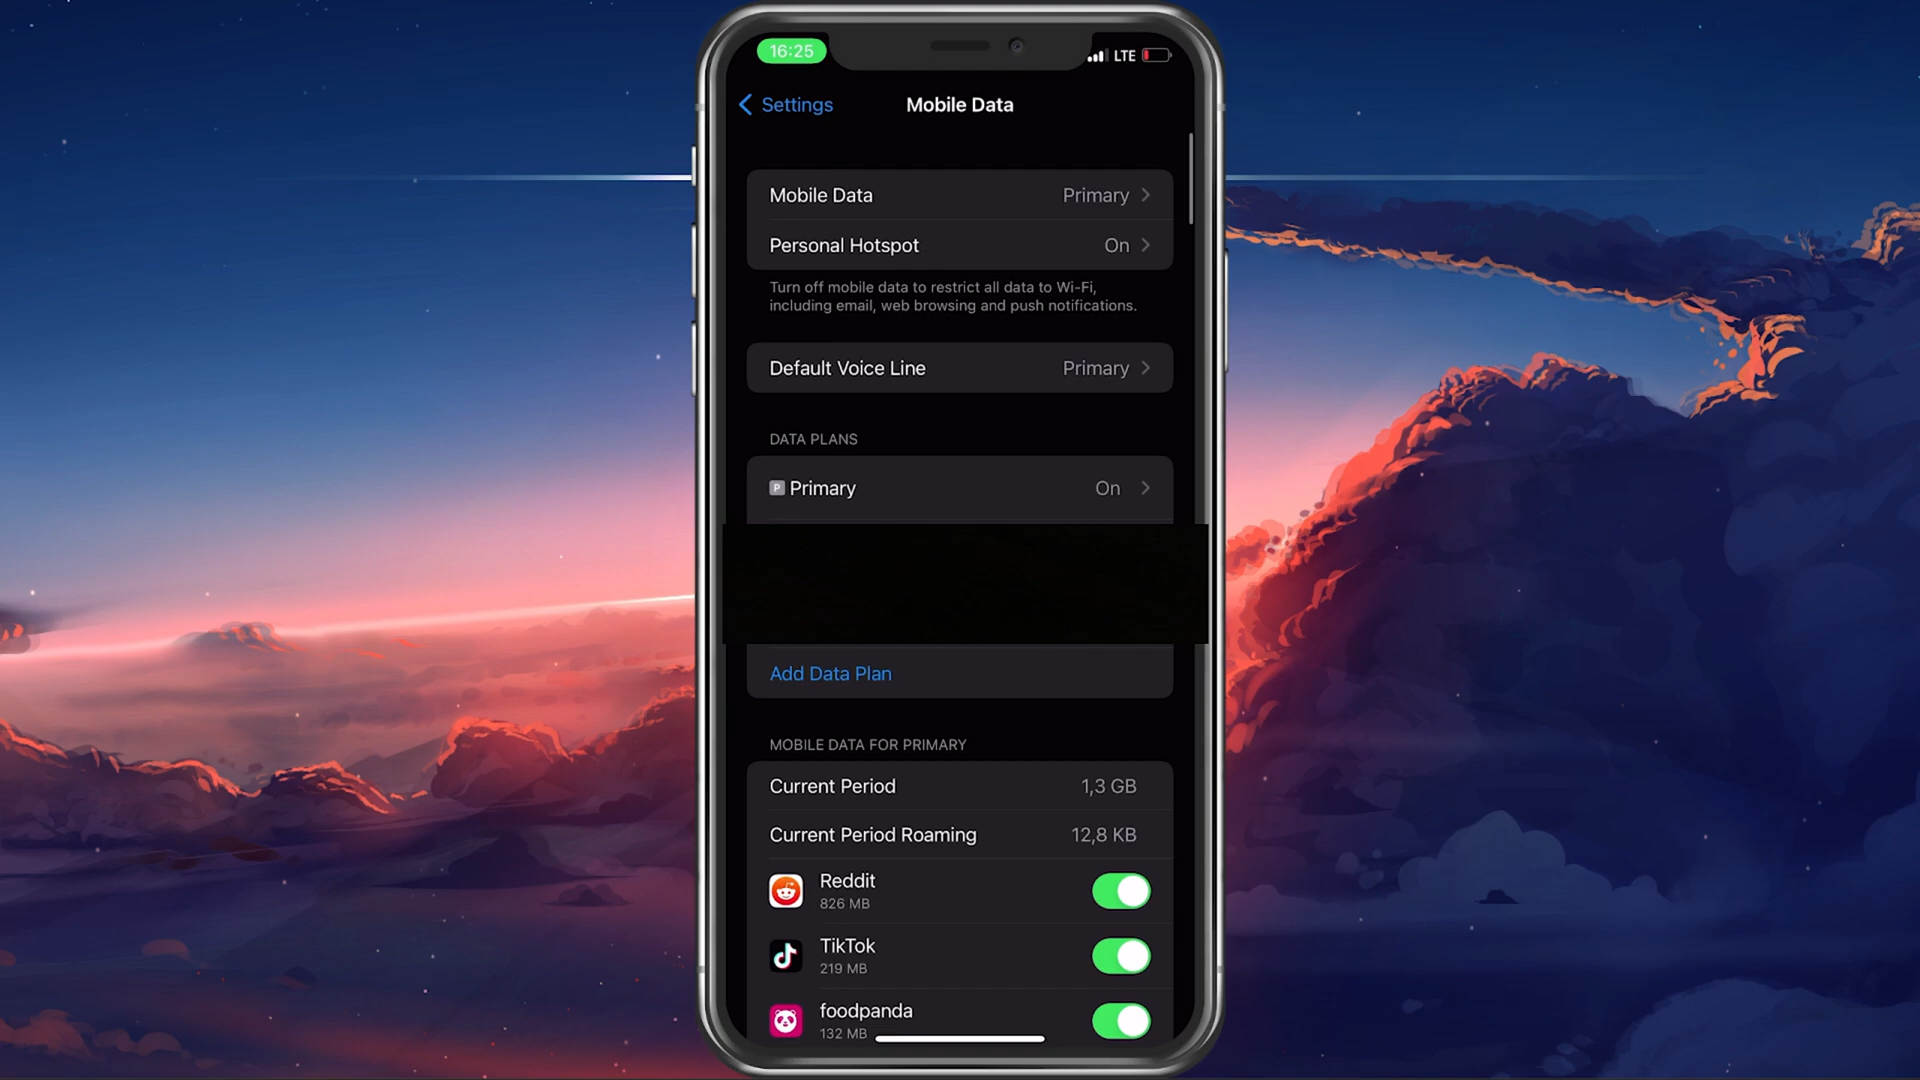 16:25
LTE
Settings
Mobile Data
Mobile Data Primary
Personal Hotspot On
Turn off mobile data to restrict all data to Wi-Fi,
including email, web browsing and push notifications.
Default Voice Line Primary
DATA PLANS
P Primary On
Add Data Plan
MOBILE DATA FOR PRIMARY
Current Period 1,3 GB
Current Period Roaming 12,8 KB
Reddit
826 MB
TikTok
219 MB
foodpanda
132 MB